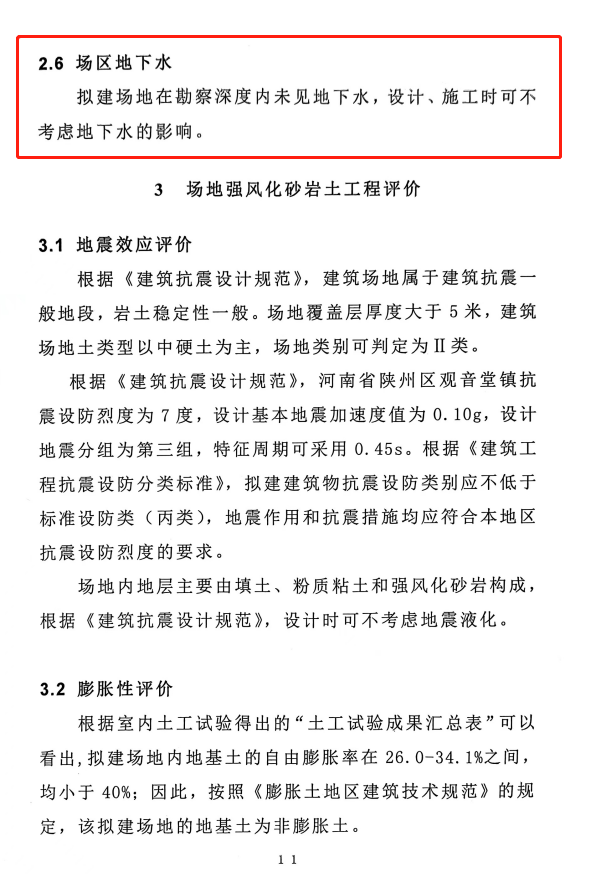 2.6 场区地下水
拟建场地在勘察深度内未见地下水，设计、施工时可不
考虑地下水的影响。
3 场地强风化砂岩土工程评价
3.1 地震效应评价
根据《建筑抗震设计规范》，建筑场地属于建筑抗震一
般地段，岩土稳定性一般。场地覆盖层厚度大于 5 米，建筑
场地土类型以中硬土为主，场地类别可判定为Ⅱ类。
根据《建筑抗震设计规范》，河南省陕州区观音堂镇抗
震设防烈度为 7 度，设计基本地震加速度值为 0.10g，设计
地震分组为第三组，特征周期可采用 0.45s。根据《建筑工
程抗震设防分类标准》，拟建建筑物抗震设防类别应不低于
标准设防类（丙类），地震作用和抗震措施均应符合本地区
抗震设防烈度的要求。
场地内地层主要由填土、粉质粘土和强风化砂岩构成，
根据《建筑抗震设计规范》，设计时可不考虑地震液化。
3.2 膨胀性评价
根据室内土工试验得出的“土工试验成果汇总表”可以
看出,拟建场地内地基土的自由膨胀率在 26.0-34.1%之间，
均小于 40%；因此，按照《膨胀土地区建筑技术规范》的规
定，该拟建场地的地基土为非膨胀土。
11